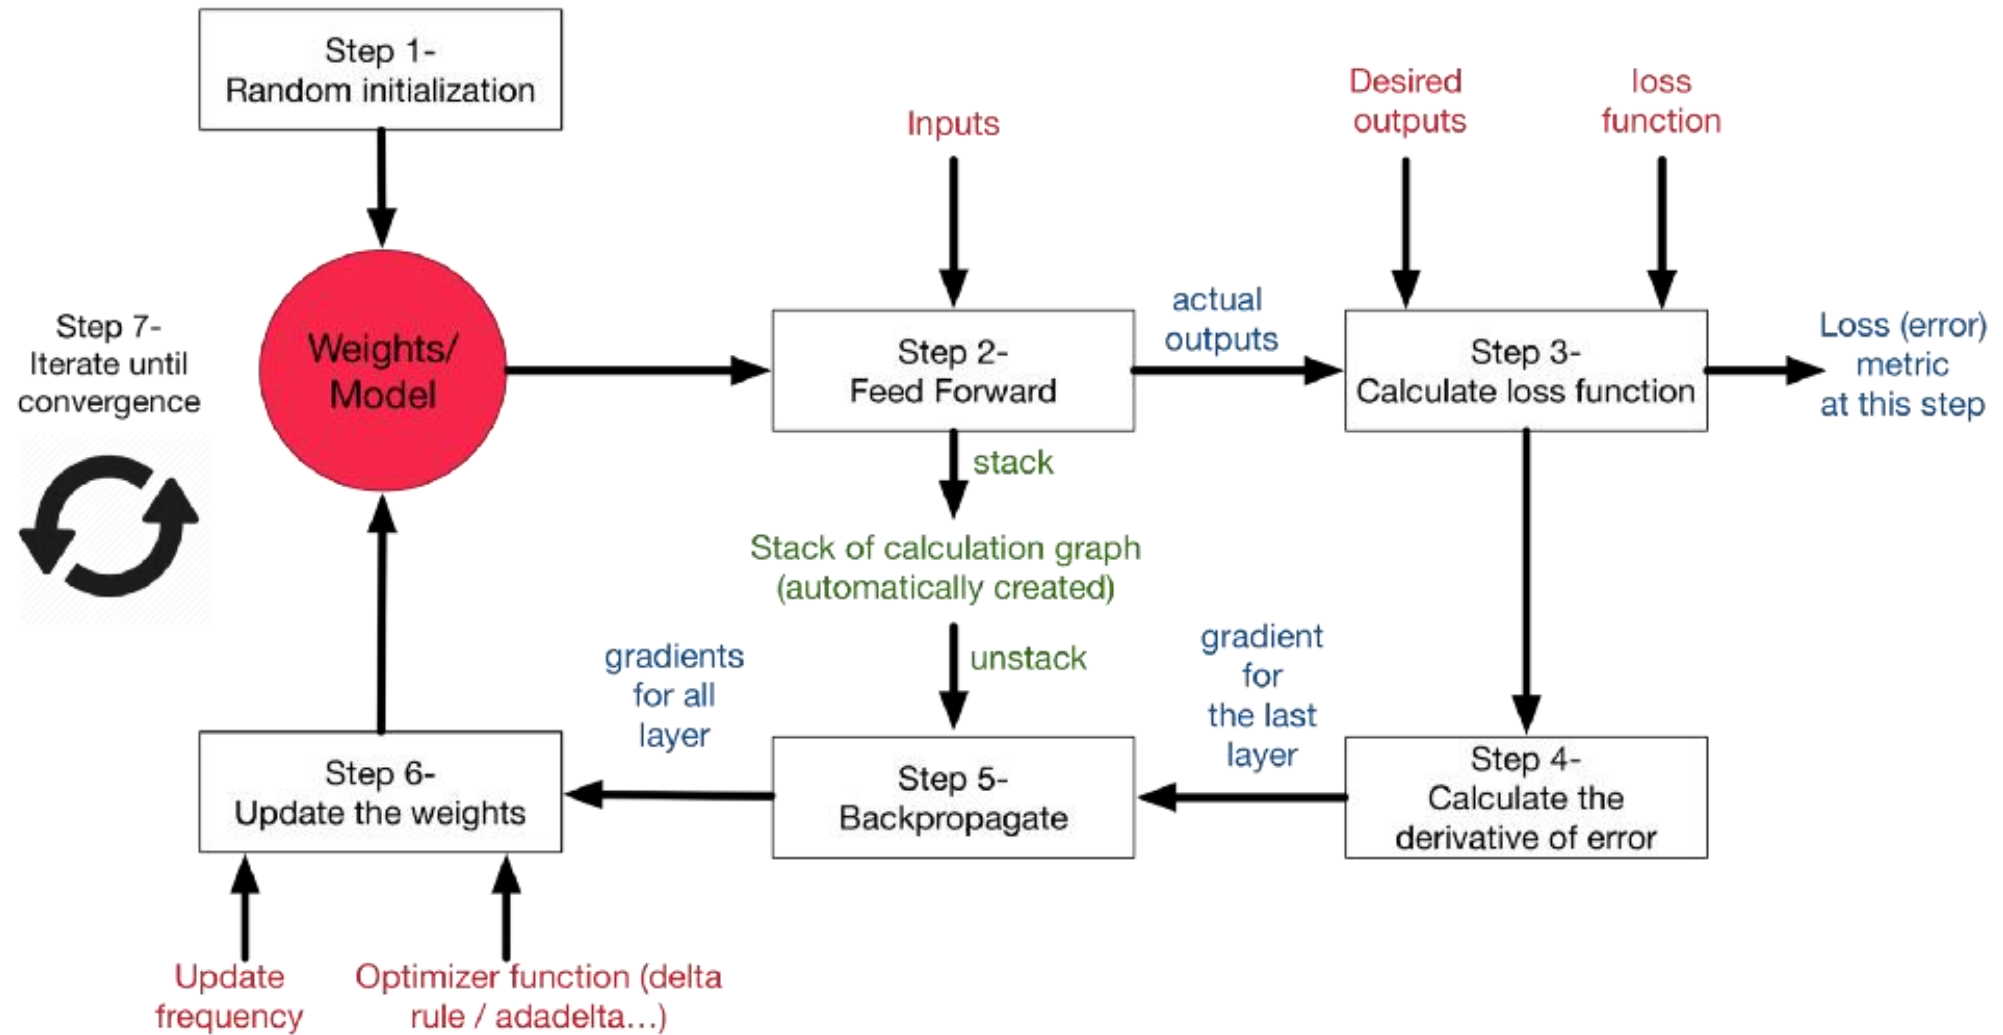 Step 1-
Random initialization
Inputs
Desired
outputs
loss
function
Step 7-
Iterate until
convergence
Weights/
Model
Step 2-
Feed Forward
actual
outputs
Step 3-
Calculate loss function
Loss (error)
metric
at this step
stack
Stack of calculation graph
(automatically created)
unstack
gradients
for all
layer
gradient
for
the last
layer
Step 6-
Update the weights
Step 5-
Backpropagate
Step 4-
Calculate the
derivative of error
Update
frequency
Optimizer function (delta
rule / adadelta...)